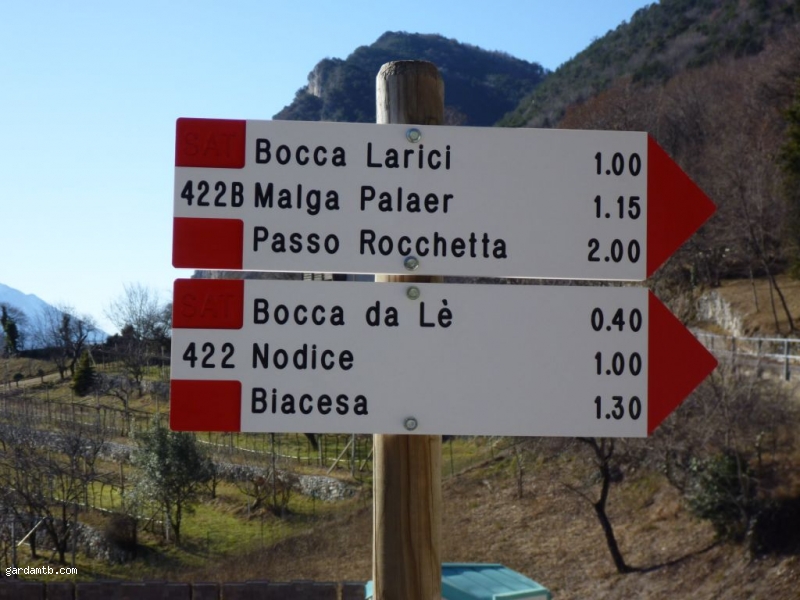 SAT
Bocca Larici 1.00
422B Malga Palaer 1.15
Passo Rocchetta 2.00
SAT
Bocca da Lè 0.40
422 Nodice 1.00
Biacesa 1.30
gardamtb.com